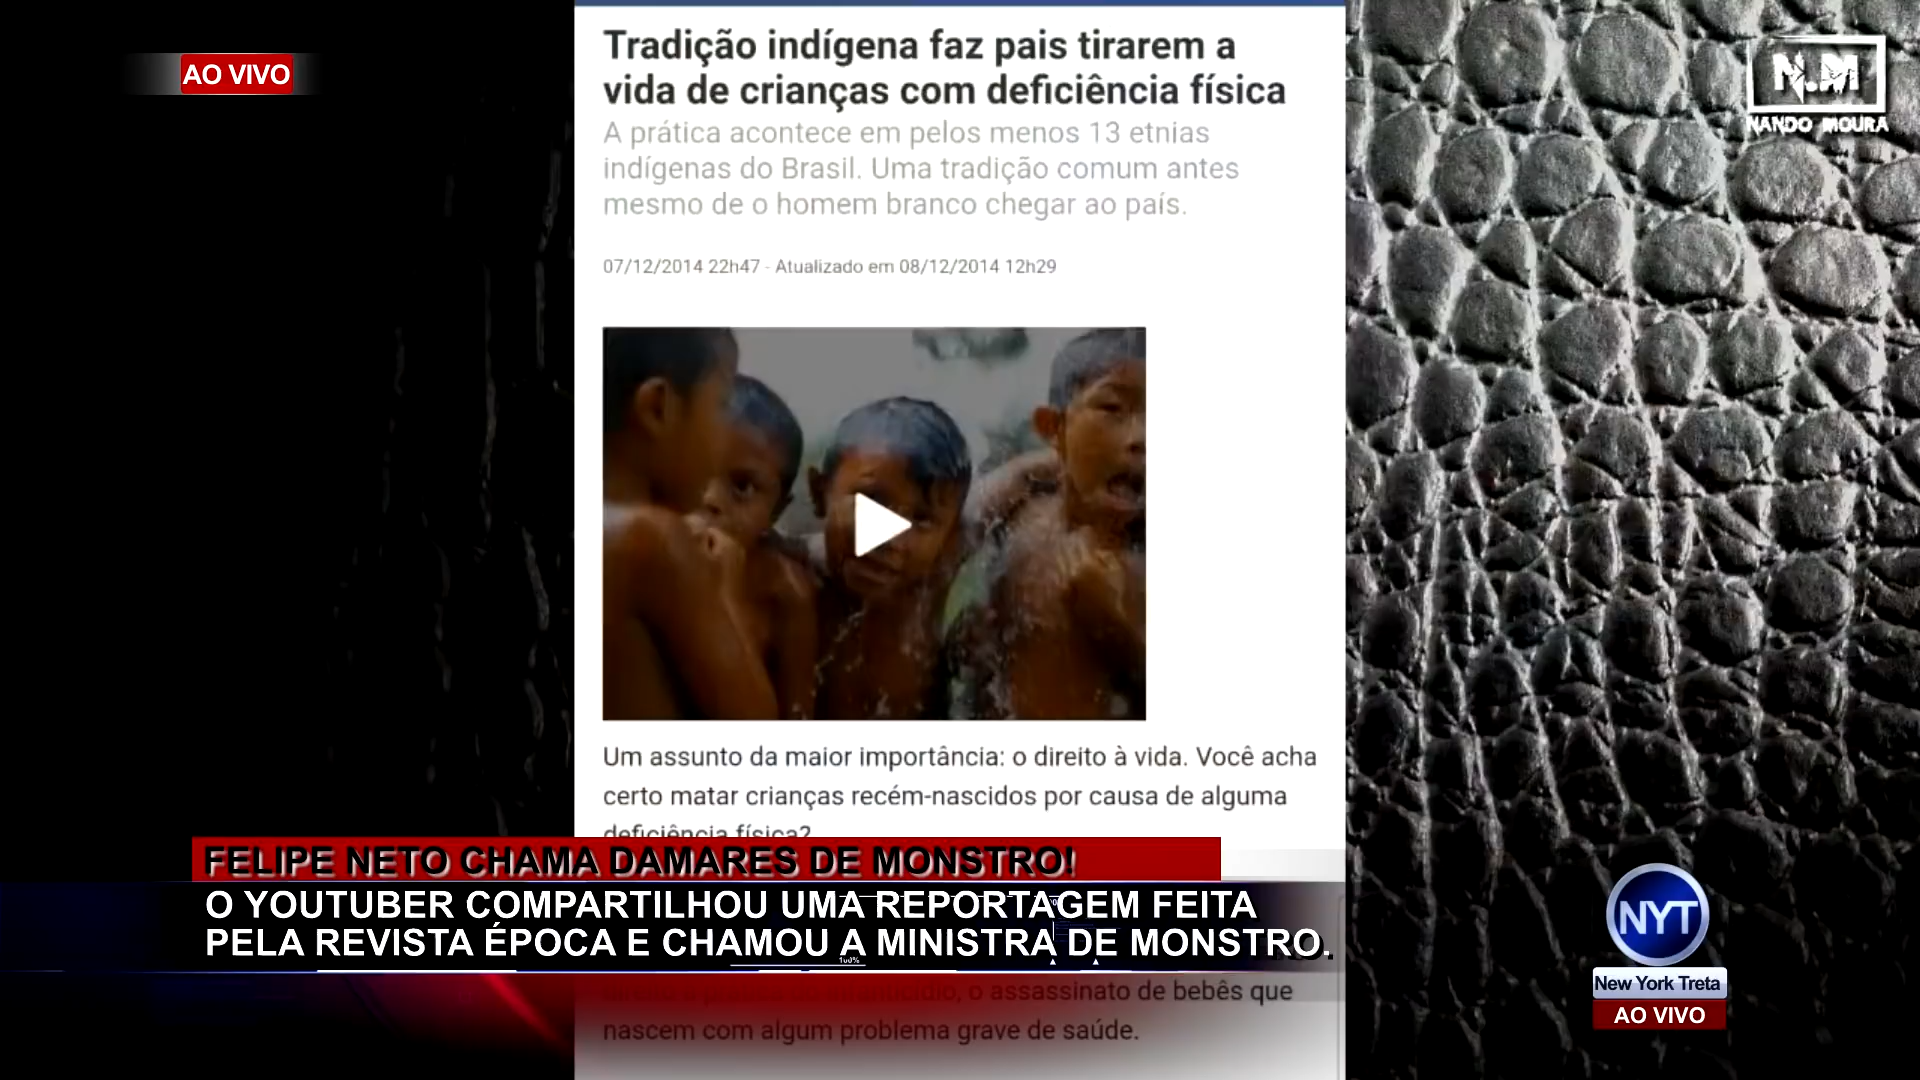 AO VIVO
Tradição indígena faz pais tirarem a
vida de crianças com deficiência física
A prática acontece em pelos menos 13 etnias
indígenas do Brasil. Uma tradição comum antes
mesmo de o homem branco chegar ao país.
07/12/2014 22h47 - Atualizado em 08/12/2014 12h29
N.M
NANDO MOURA
Um assunto da maior importância: o direito à vida. Você acha
certo matar crianças recém-nascidos por causa de alguma
deficiência física?
FELIPE NETO CHAMA DAMARES DE MONSTRO!
O YOUTUBER COMPARTILHOU UMA REPORTAGEM FEITA
PELA REVISTA ÉPOCA E CHAMOU A MINISTRA DE MONSTRO.
100%
o assassinato de bebês que
nascem com algum problema grave de saúde.
NYT
New York Treta
AO VIVO